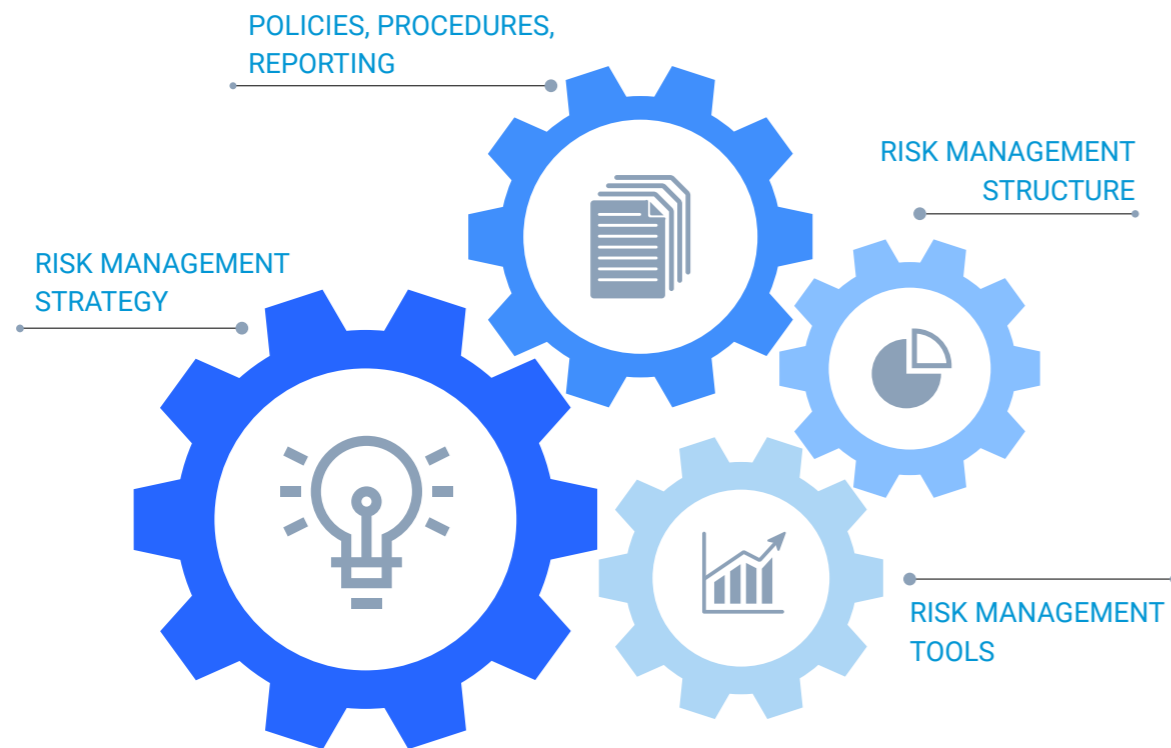 POLICIES, PROCEDURES,
REPORTING
RISK MANAGEMENT
STRUCTURE
RISK MANAGEMENT
STRATEGY
RISK MANAGEMENT
TOOLS